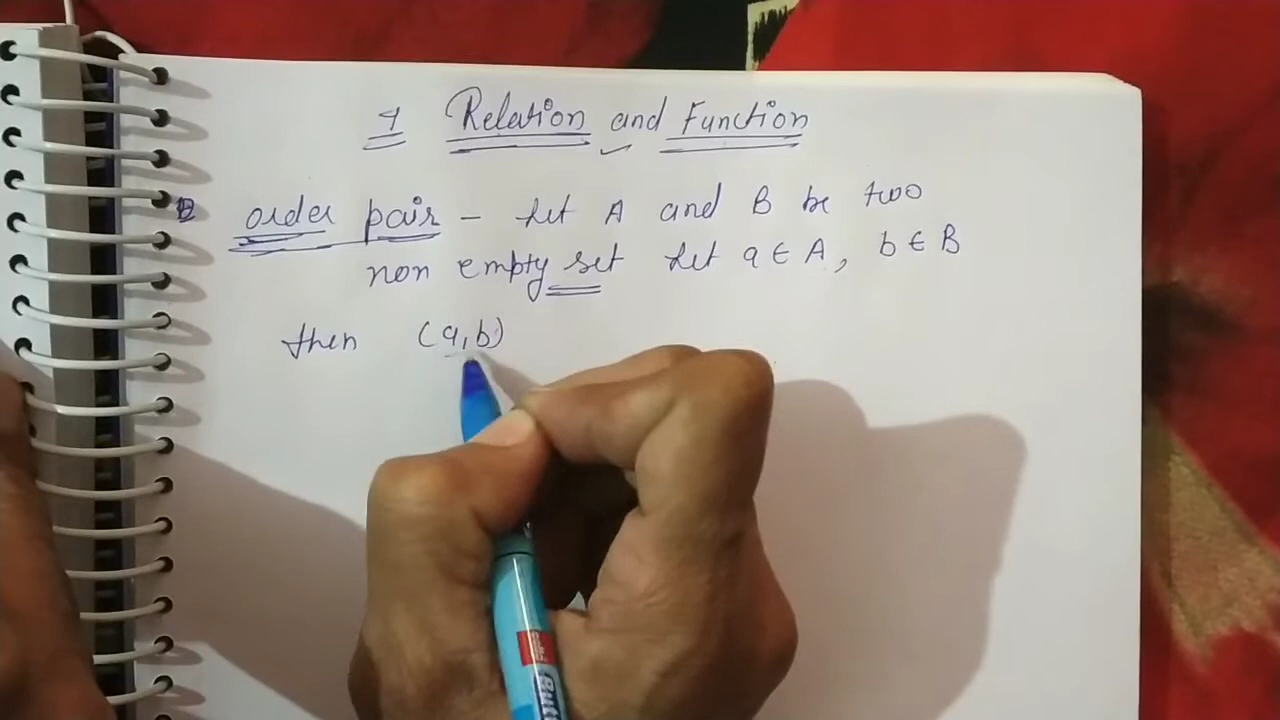 1 Relation and Function
order pair - Let A and B be two
non empty set Let a ∈ A, b ∈ B
then (a,b)